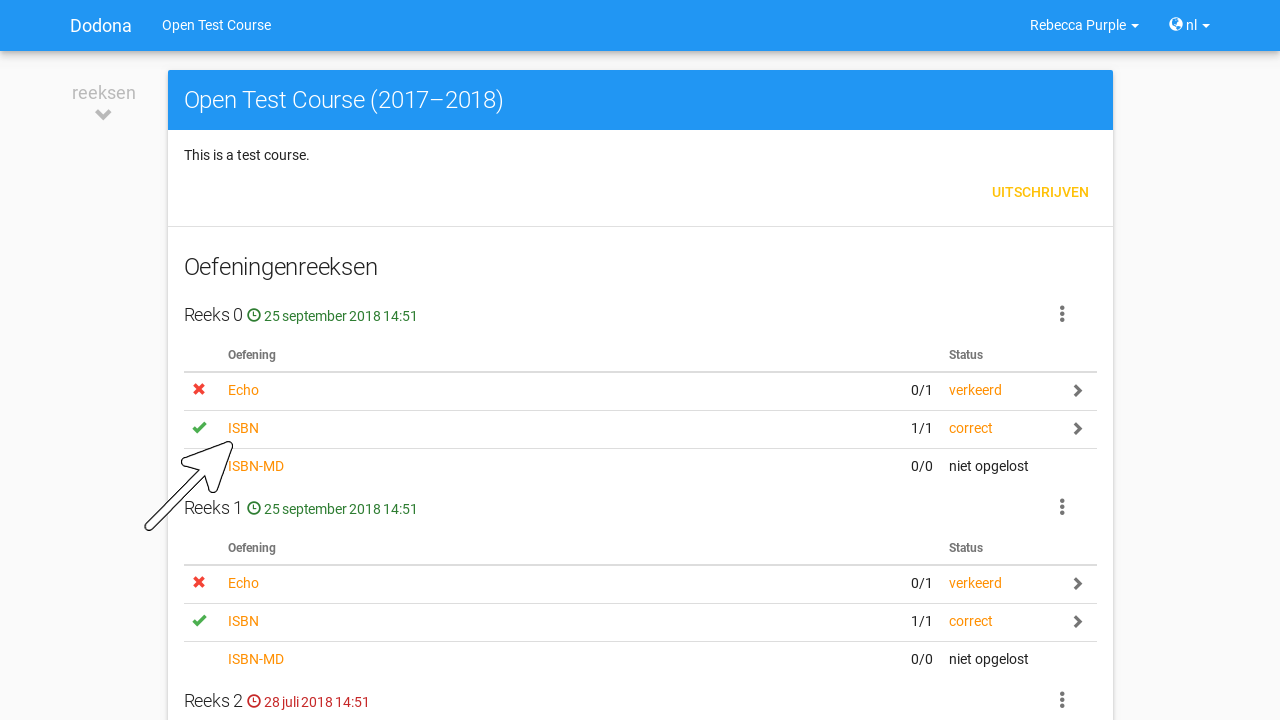 Dodona Open Test Course Rebecca Purple nl
reeksen
Open Test Course (2017–2018)
This is a test course.
UITSCHRIJVEN
Oefeningenreeksen
Reeks 0 25 september 2018 14:51
Oefening Status
Echo 0/1 verkeerd
ISBN 1/1 correct
ISBN-MD 0/0 niet opgelost
Reeks 1 25 september 2018 14:51
Oefening Status
Echo 0/1 verkeerd
ISBN 1/1 correct
ISBN-MD 0/0 niet opgelost
Reeks 2 28 juli 2018 14:51